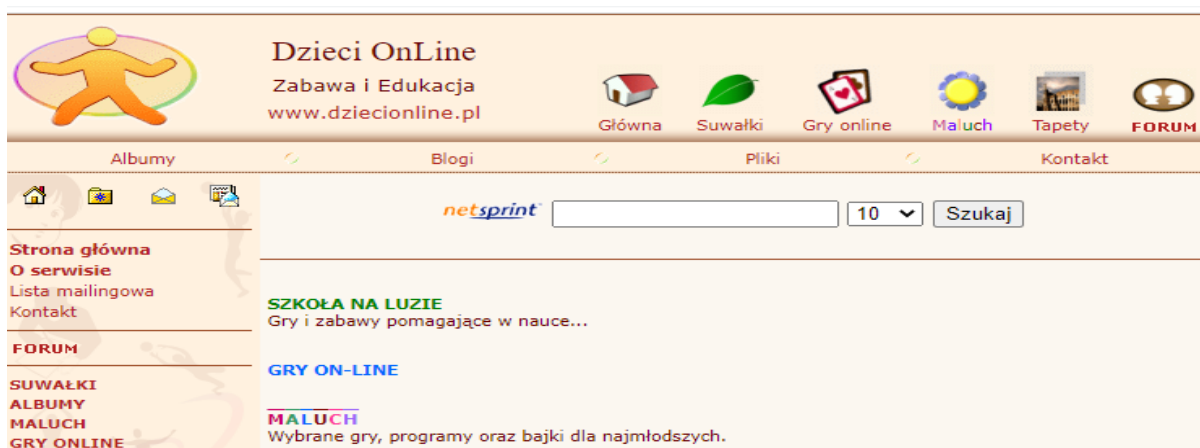 Dzieci OnLine
Zabawa i Edukacja
www.dziecionline.pl
Główna Suwałki Gry online Maluch Tapety FORUM
Albumy Blogi Pliki Kontakt
netsprint 10 Szukaj
Strona główna
O serwisie
Lista mailingowa
Kontakt
FORUM
SUWAŁKI
ALBUMY
MALUCH
GRY ONLINE
SZKOŁA NA LUZIE
Gry i zabawy pomagające w nauce...
GRY ON-LINE
MALUCH
Wybrane gry, programy oraz bajki dla najmłodszych.